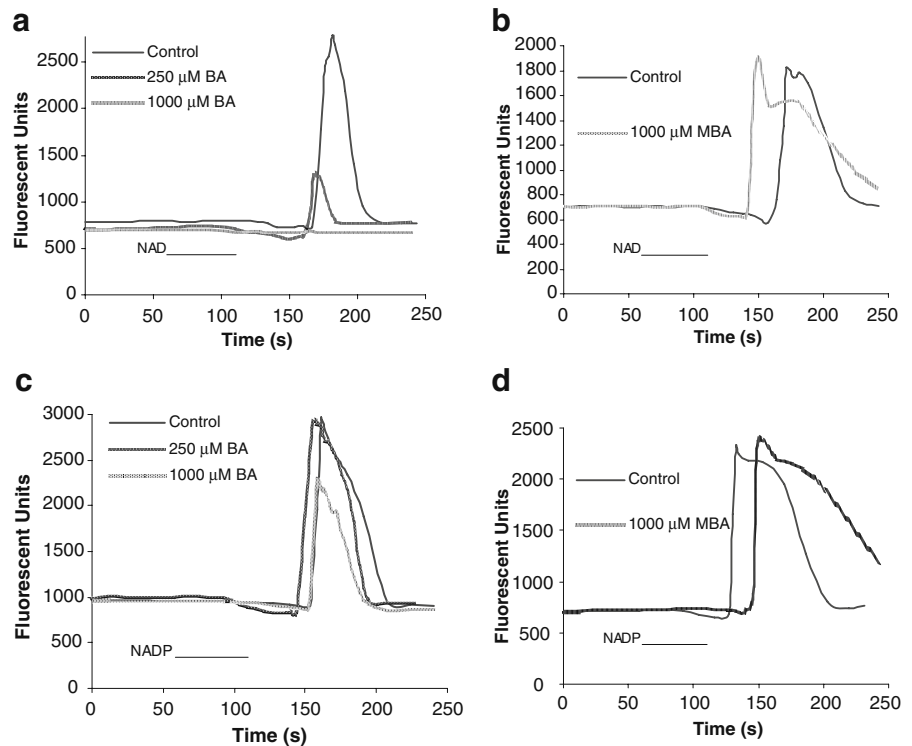 a
Control
250 µM BA
1000 µM BA
Fluorescent Units
2500
2000
1500
1000
500
0
NAD
0 50 100 150 200 250
Time (s)
b
Control
1000 µM MBA
Fluorescent Units
2000
1800
1600
1400
1200
1000
800
600
400
200
0
NAD
0 50 100 150 200 250
Time (s)
c
Control
250 µM BA
1000 µM BA
Fluorescent Units
3000
2500
2000
1500
1000
500
0
NADP
0 50 100 150 200 250
Time (s)
d
Control
1000 µM MBA
Fluorescent Units
2500
2000
1500
1000
500
0
NADP
0 50 100 150 200 250
Time (s)